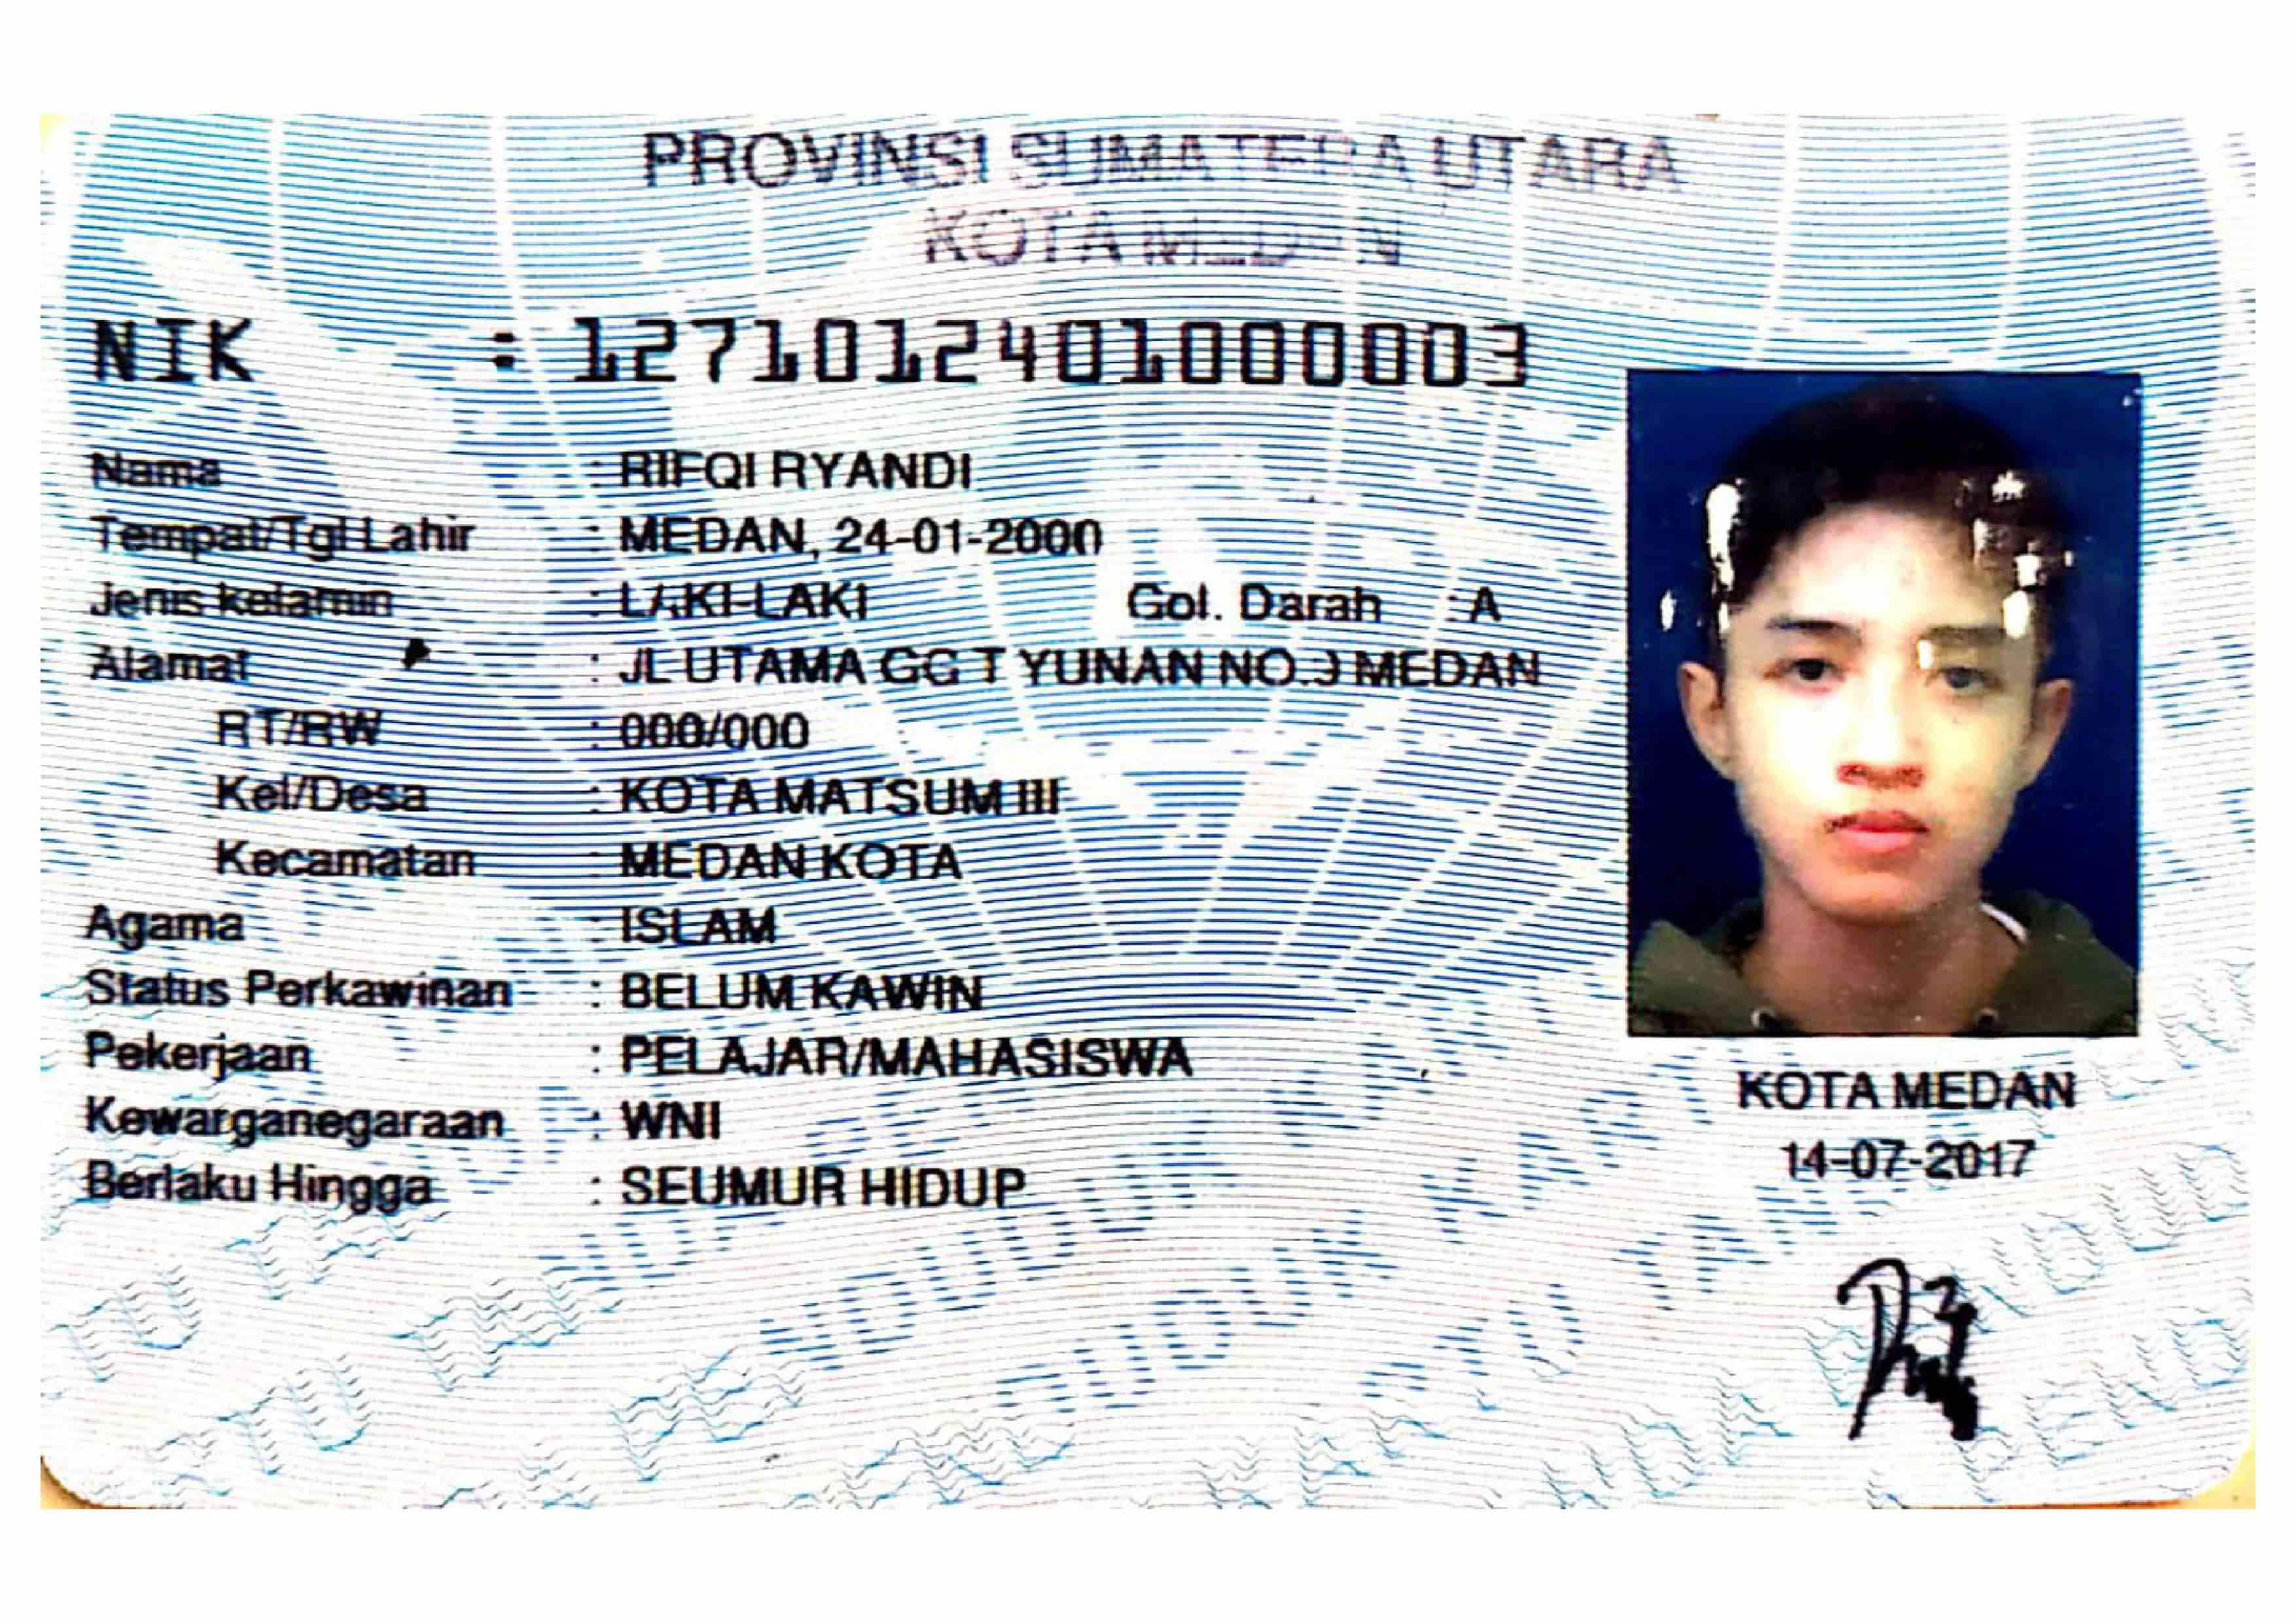 PROVINSI SUMATERA UTARA
KOTA MEDAN
NIK : 1271012401000003
Nama : RIFQI RYANDI
Tempat/Tgl Lahir : MEDAN, 24-01-2000
Jenis kelamin : LAKI-LAKI Gol. Darah : A
Alamat : JL UTAMA GG T YUNAN NO.3 MEDAN
RT/RW : 000/000
Kel/Desa : KOTA MATSUM III
Kecamatan : MEDAN KOTA
Agama : ISLAM
Status Perkawinan : BELUM KAWIN
Pekerjaan : PELAJAR/MAHASISWA
Kewarganegaraan : WNI
Berlaku Hingga : SEUMUR HIDUP
KOTA MEDAN
14-07-2017